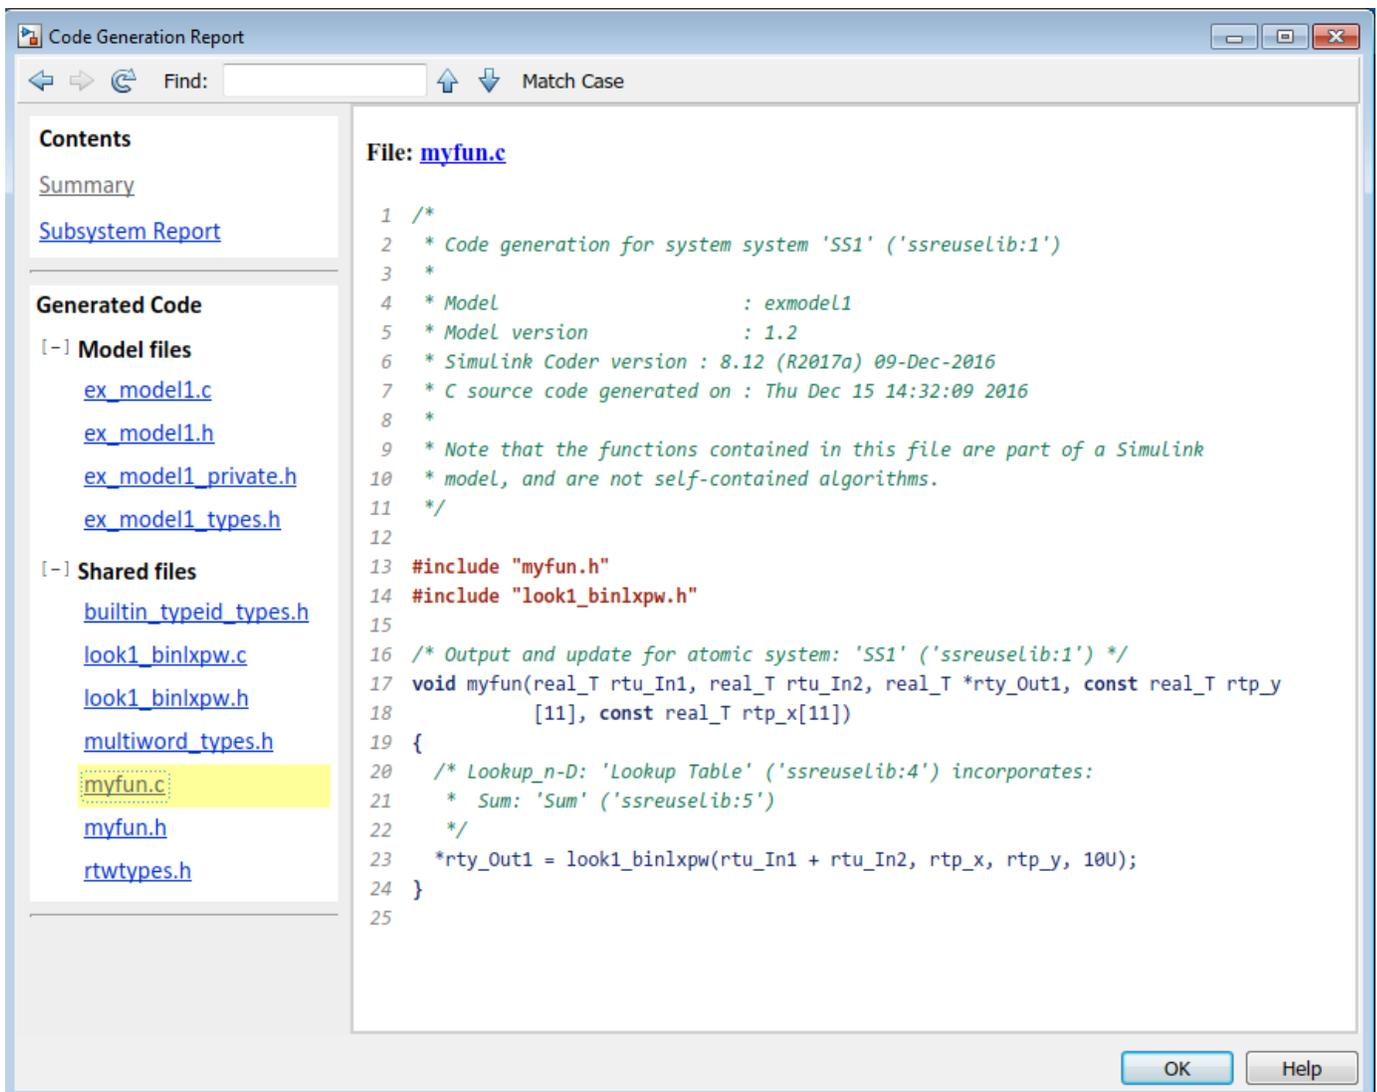 Code Generation Report
Find: Match Case
Contents
Summary
Subsystem Report
Generated Code
[-] Model files
ex_model1.c
ex_model1.h
ex_model1_private.h
ex_model1_types.h
[-] Shared files
builtin_typeid_types.h
look1_binlxpw.c
look1_binlxpw.h
multiword_types.h
myfun.c
myfun.h
rtwtypes.h
File: myfun.c
1 /*
2  * Code generation for system system 'SS1' ('ssreuselib:1')
3  *
4  * Model                      : exmodel1
5  * Model version              : 1.2
6  * Simulink Coder version : 8.12 (R2017a) 09-Dec-2016
7  * C source code generated on : Thu Dec 15 14:32:09 2016
8  *
9  * Note that the functions contained in this file are part of a Simulink
10  * model, and are not self-contained algorithms.
11  */
12
13 #include "myfun.h"
14 #include "look1_binlxpw.h"
15
16 /* Output and update for atomic system: 'SS1' ('ssreuselib:1') */
17 void myfun(real_T rtu_In1, real_T rtu_In2, real_T *rty_Out1, const real_T rtp_y
18            [11], const real_T rtp_x[11])
19 {
20   /* Lookup_n-D: 'Lookup Table' ('ssreuselib:4') incorporates:
21    *  Sum: 'Sum' ('ssreuselib:5')
22    */
23   *rty_Out1 = look1_binlxpw(rtu_In1 + rtu_In2, rtp_x, rtp_y, 10U);
24 }
25
OK Help